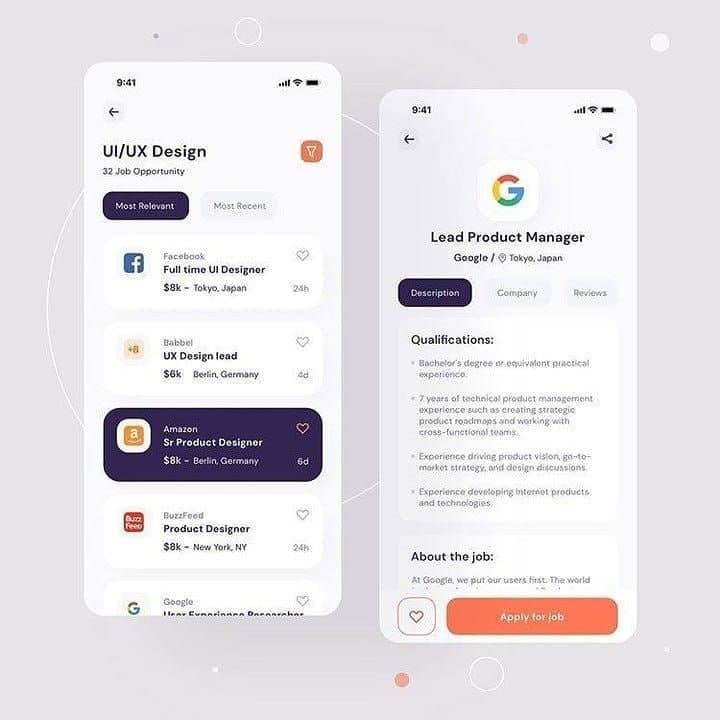 9:41
UI/UX Design
32 Job Opportunity
Most Relevant
Most Recent
Facebook
Full time UI Designer
$8k - Tokyo, Japan
24h
+B
Babbel
UX Design lead
$6k Berlin, Germany
4d
Amazon
Sr Product Designer
$8k - Berlin, Germany
6d
Buzz
Feed
BuzzFeed
Product Designer
$8k - New York, NY
24h
Google
User Experience Researcher
9:41
Lead Product Manager
Google / Tokyo, Japan
Description
Company
Reviews
Qualifications:
Bachelor's degree or equivalent practical
experience.
7 years of technical product management
experience such as creating strategic
product roadmaps and working with
cross-functional teams.
Experience driving product vision, go-to-
market strategy, and design discussions.
Experience developing Internet products
and technologies.
About the job:
At Google, we put our users first. The world
Apply for job